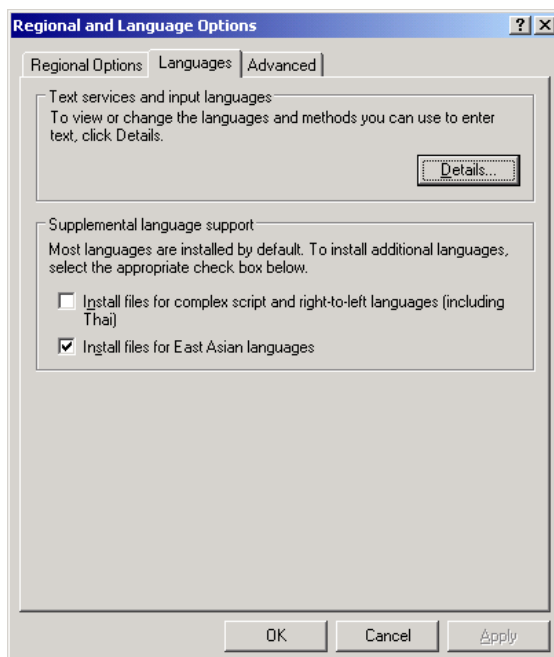 Regional and Language Options
Regional Options Languages Advanced
Text services and input languages
To view or change the languages and methods you can use to enter
text, click Details.
Details...
Supplemental language support
Most languages are installed by default. To install additional languages,
select the appropriate check box below.
Install files for complex script and right-to-left languages (including
Thai)
Install files for East Asian languages
OK Cancel Apply